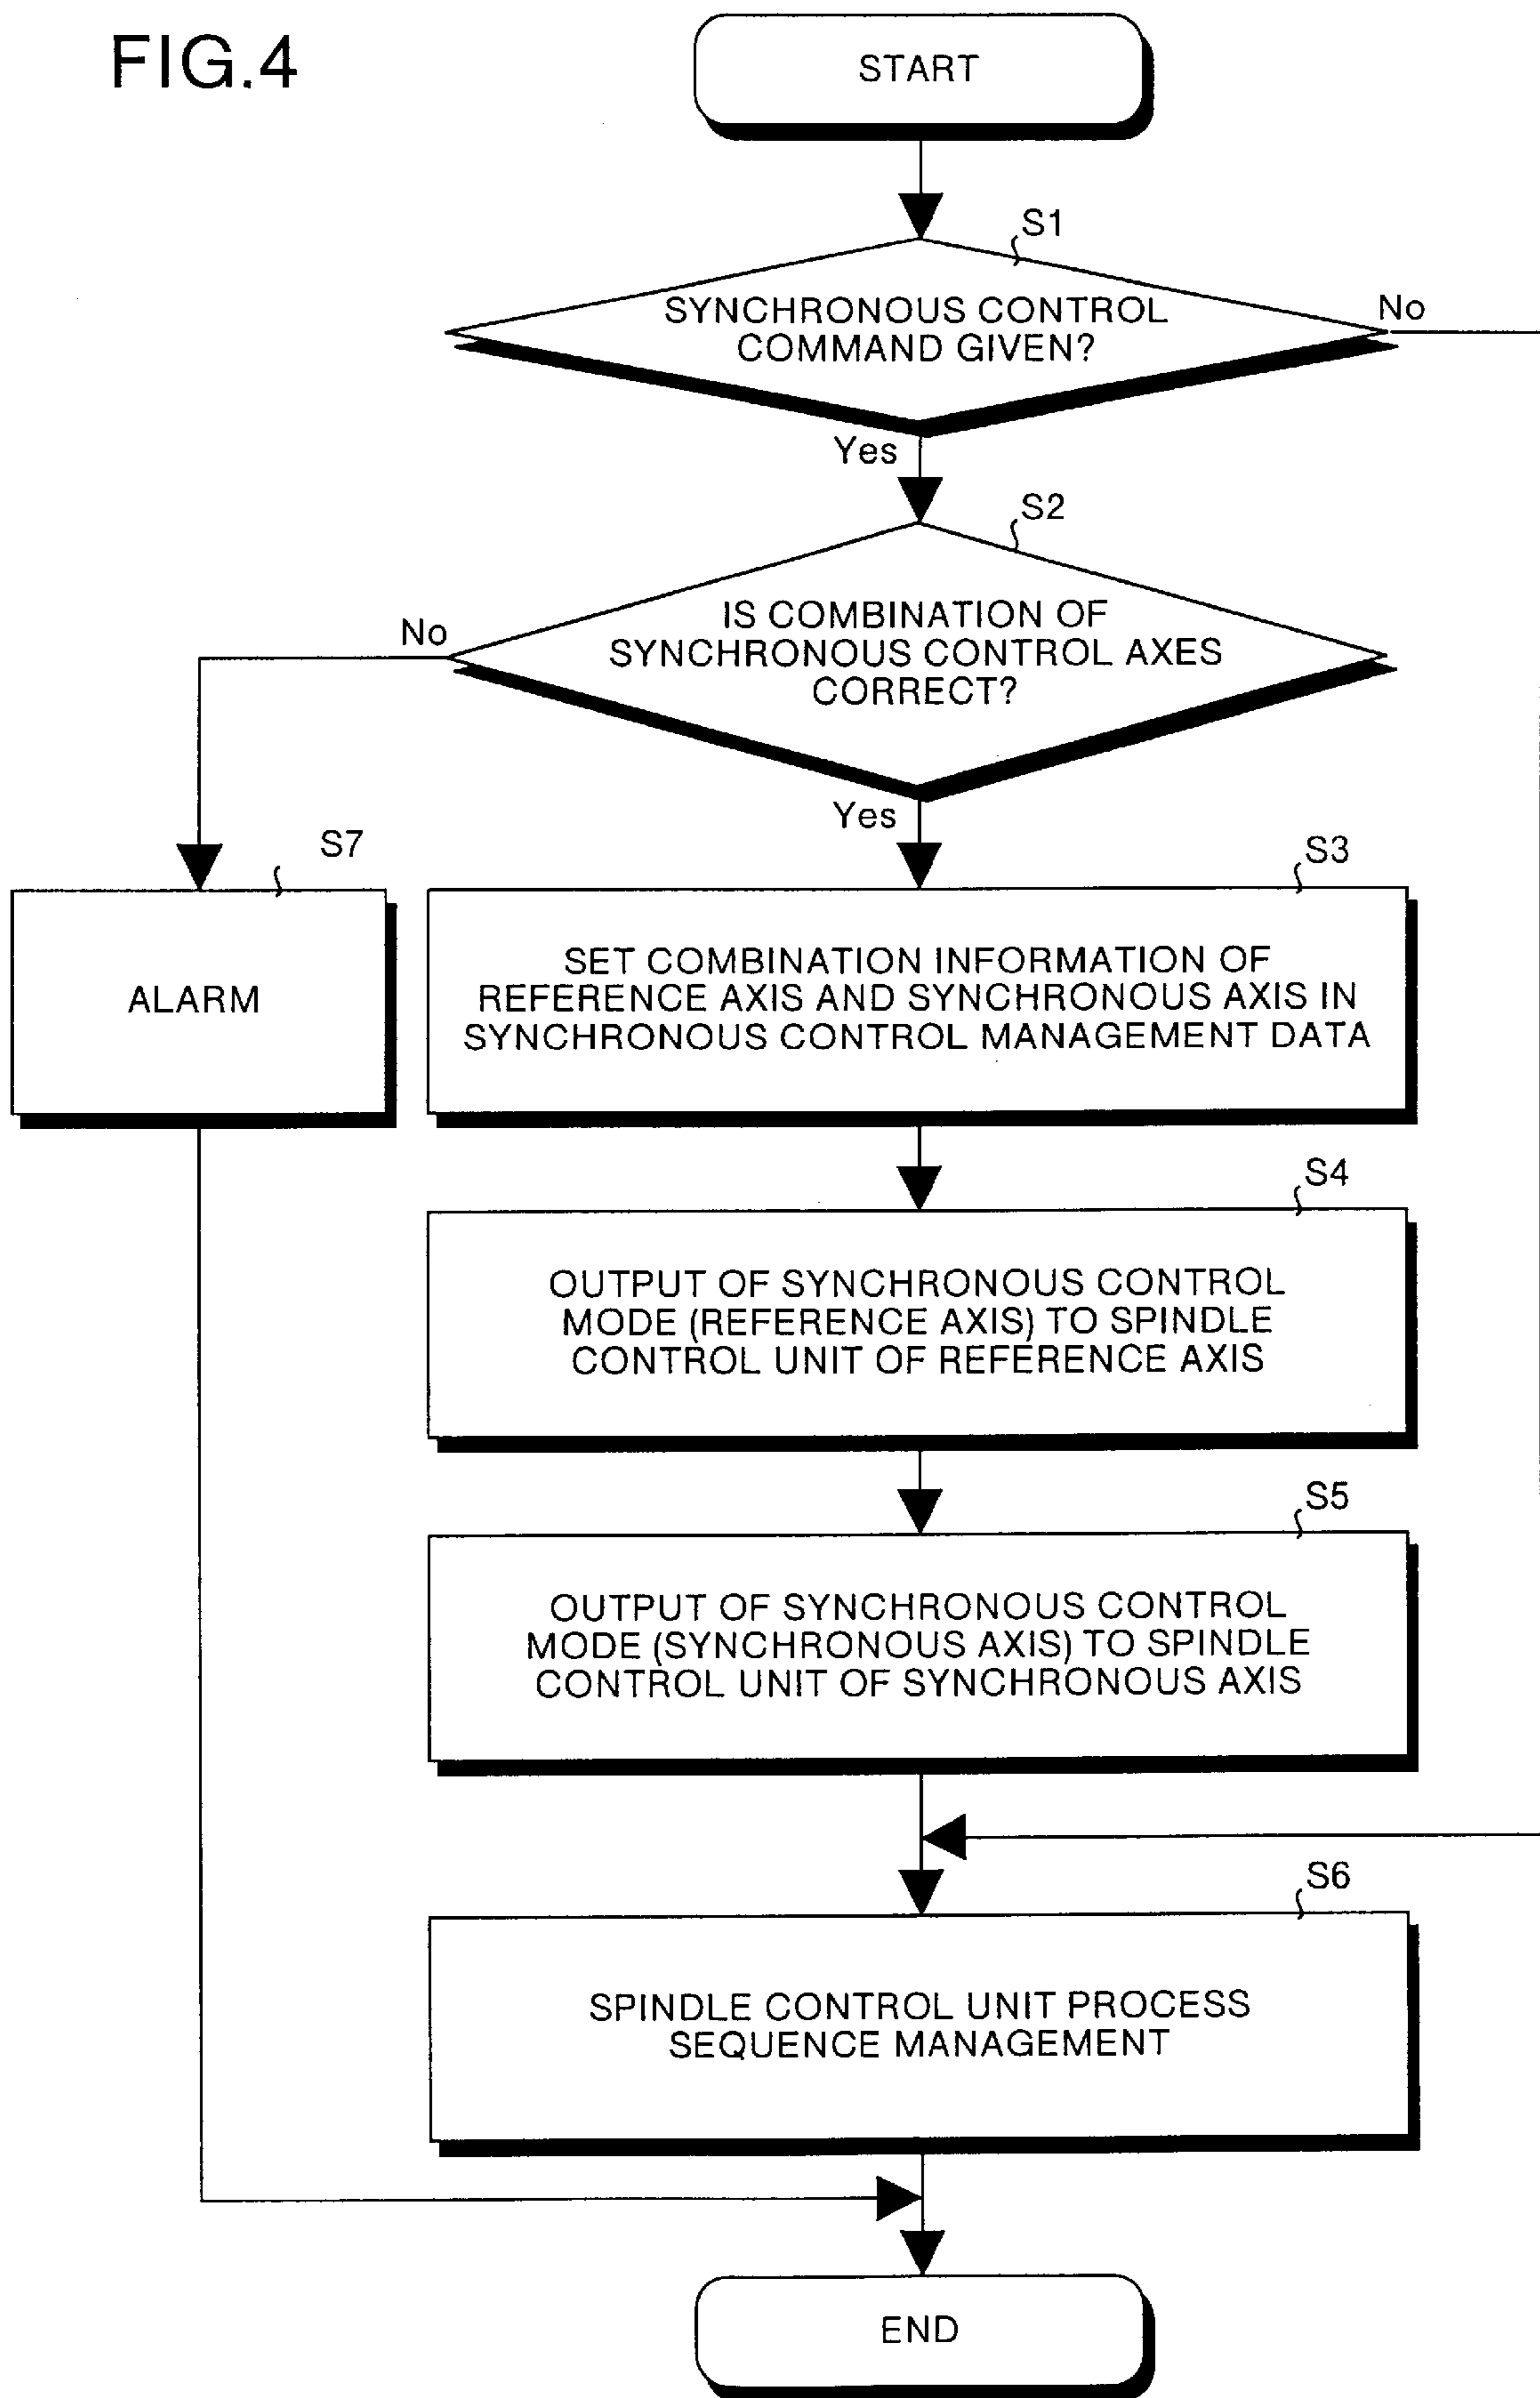 FIG.4
START
S1
SYNCHRONOUS CONTROL
COMMAND GIVEN?
No
Yes
S2
IS COMBINATION OF
SYNCHRONOUS CONTROL AXES
CORRECT?
No
Yes
S7
ALARM
S3
SET COMBINATION INFORMATION OF
REFERENCE AXIS AND SYNCHRONOUS AXIS IN
SYNCHRONOUS CONTROL MANAGEMENT DATA
S4
OUTPUT OF SYNCHRONOUS CONTROL
MODE (REFERENCE AXIS) TO SPINDLE
CONTROL UNIT OF REFERENCE AXIS
S5
OUTPUT OF SYNCHRONOUS CONTROL
MODE (SYNCHRONOUS AXIS) TO SPINDLE
CONTROL UNIT OF SYNCHRONOUS AXIS
S6
SPINDLE CONTROL UNIT PROCESS
SEQUENCE MANAGEMENT
END